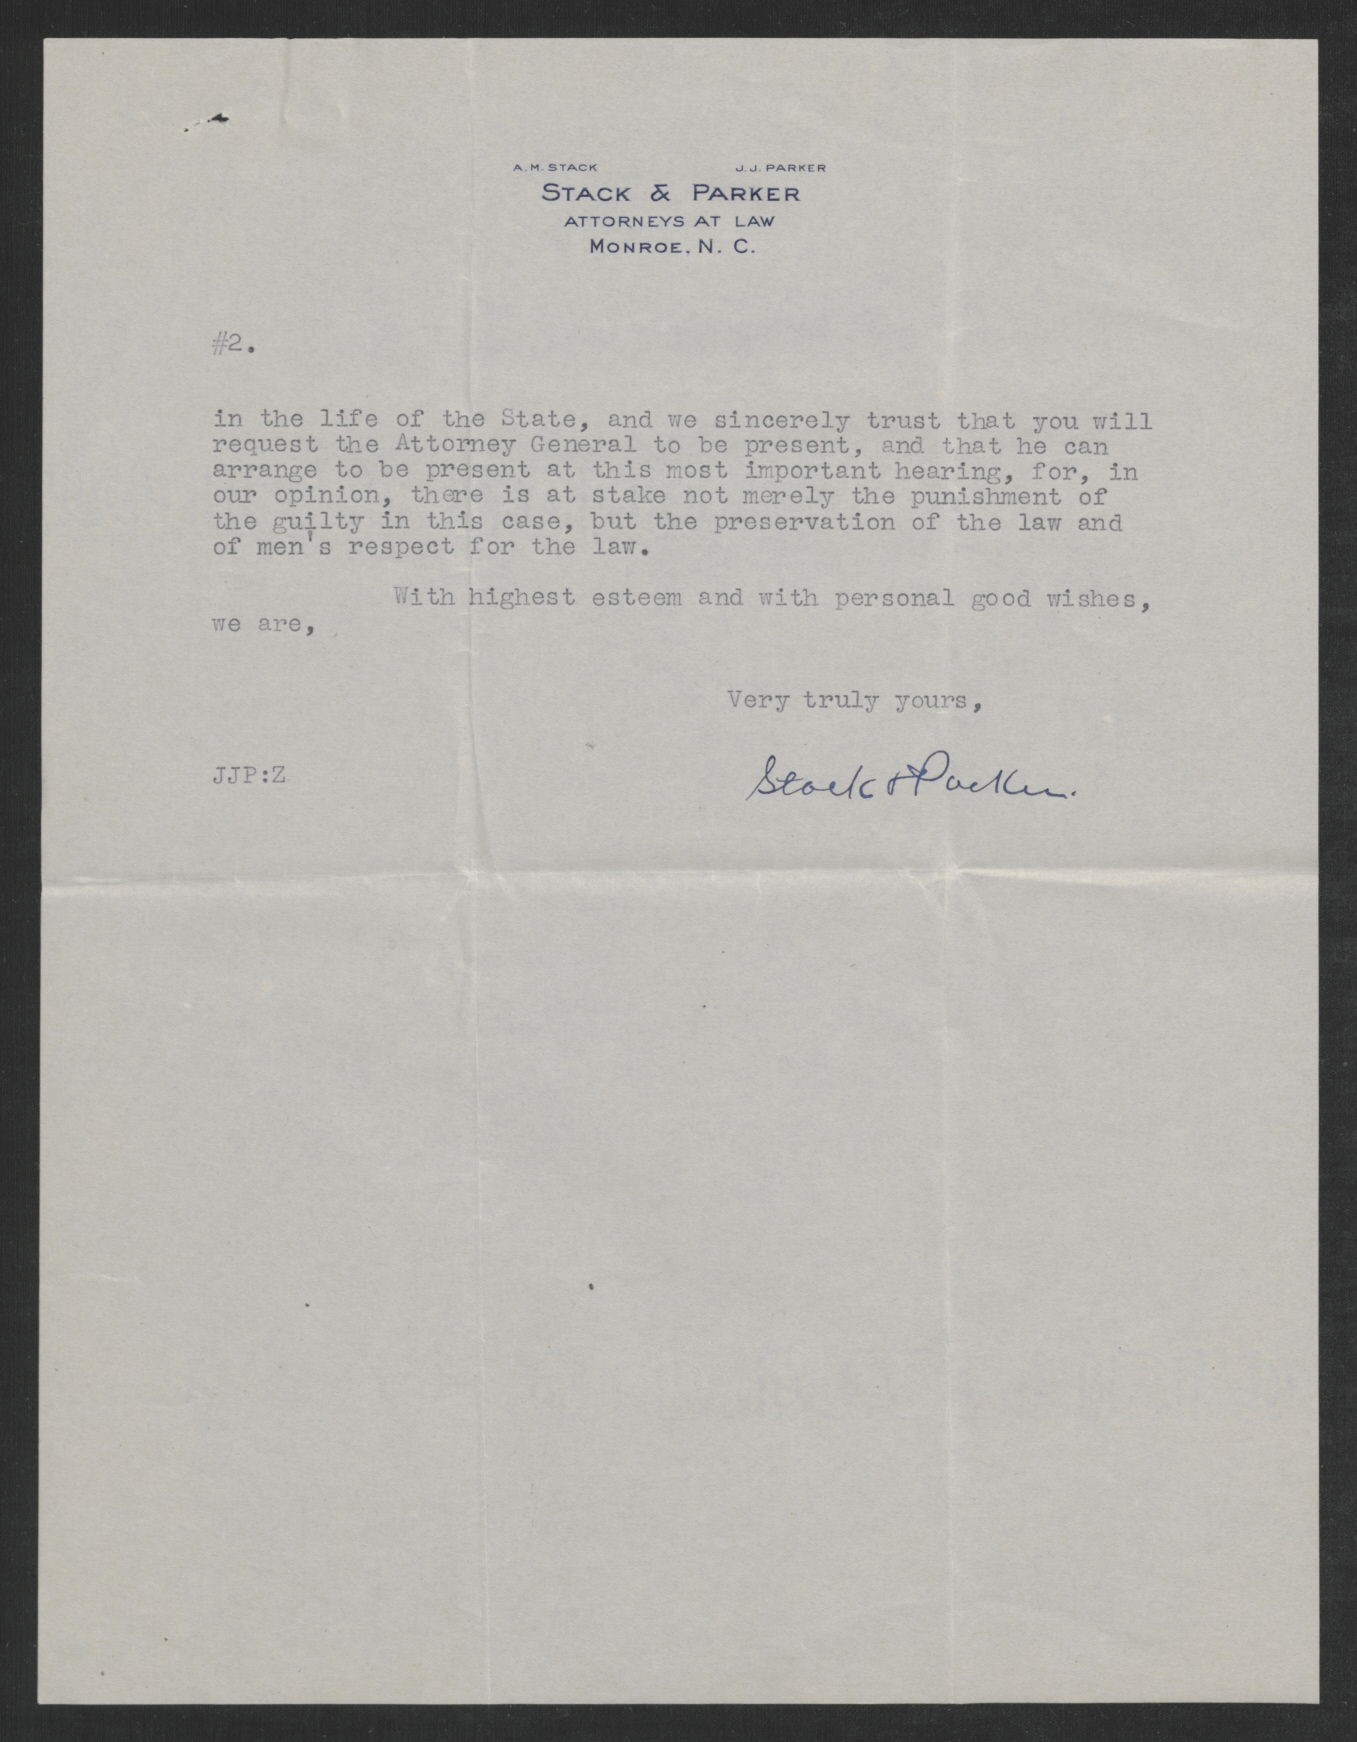 A. M. STACK J. J. PARKER
STACK & PARKER
ATTORNEYS AT LAW
MONROE, N. C.
#2.
in the life of the State, and we sincerely trust that you will
request the Attorney General to be present, and that he can
arrange to be present at this most important hearing, for, in
our opinion, there is at stake not merely the punishment of
the guilty in this case, but the preservation of the law and
of men's respect for the law.
With highest esteem and with personal good wishes,
we are,
Very truly yours,
JJP:Z
Stack & Parker.